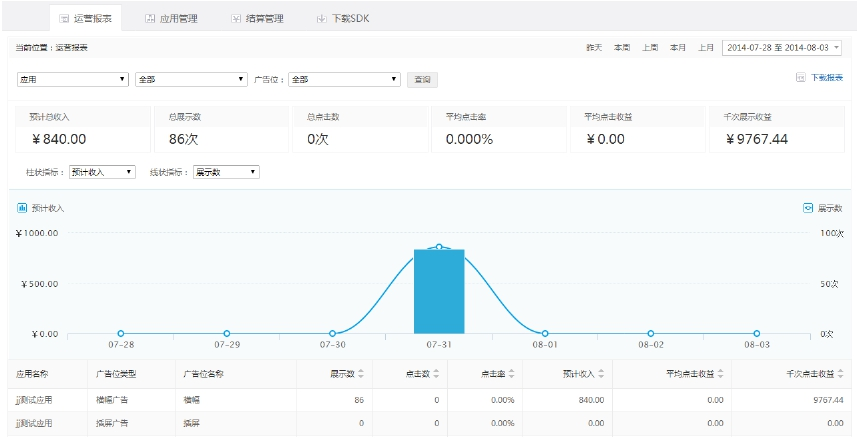 运营报表 应用管理 结算管理 下载SDK
当前位置：运营报表 昨天 本周 上周 本月 上月 2014-07-28 至 2014-08-03
应用 全部 广告位： 全部 查询 下载报表
预计总收入 总展示数 总点击数 平均点击率 平均点击收益 千次展示收益
￥840.00 86次 0次 0.000% ￥0.00 ￥9767.44
柱状指标： 预计收入 线状指标： 展示数
预计收入 展示数
￥1000.00 100次
￥500.00 50次
￥0.00 0次
07-28 07-29 07-30 07-31 08-01 08-02 08-03
应用名称 广告位类型 广告位名称 展示数 点击数 点击率 预计收入 平均点击收益 千次点击收益
jj测试应用 横幅广告 横幅 86 0 0.00% 840.00 0.00 9767.44
jj测试应用 插屏广告 插屏 0 0 0.00% 0.00 0.00 0.00